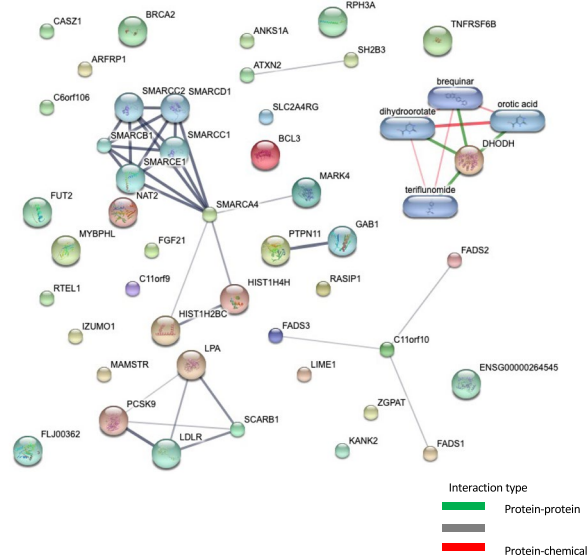 CASZ1
BRCA2
ANKS1A
RPH3A
TNFRSF6B
ARFRP1
ATXN2
SH2B3
C6orf106
SMARCC2
SMARCD1
SLC2A4RG
brequinar
dihydroorotate
orotic acid
SMARCB1
SMARCC1
BCL3
DHODH
SMARCE1
NAT2
MARK4
teriflunomide
FUT2
SMARCA4
MYBPHL
FGF21
PTPN11
GAB1
FADS2
RTEL1
C11orf9
HIST1H4H
RASIP1
IZUMO1
HIST1H2BC
FADS3
C11orf10
MAMSTR
LPA
LIME1
ENSG00000264545
PCSK9
SCARB1
ZGPAT
FLJ00362
LDLR
KANK2
FADS1
Interaction type
Protein-protein
Protein-chemical